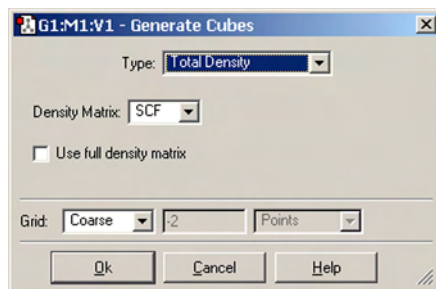 G1:M1:V1 - Generate Cubes
Type: Total Density
Density Matrix: SCF
Use full density matrix
Grid: Coarse -2 Points
Ok Cancel Help